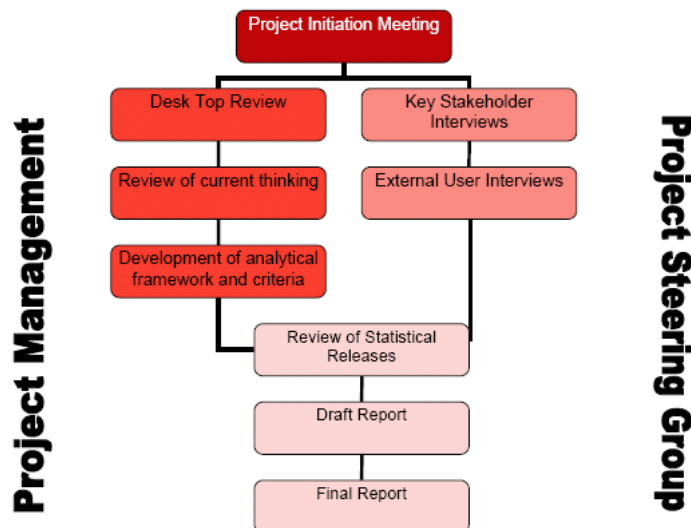 Project Initiation Meeting
Desk Top Review
Key Stakeholder
Interviews
Review of current thinking
External User Interviews
Development of analytical
framework and criteria
Review of Statistical
Releases
Draft Report
Final Report
Project Management
Project Steering Group